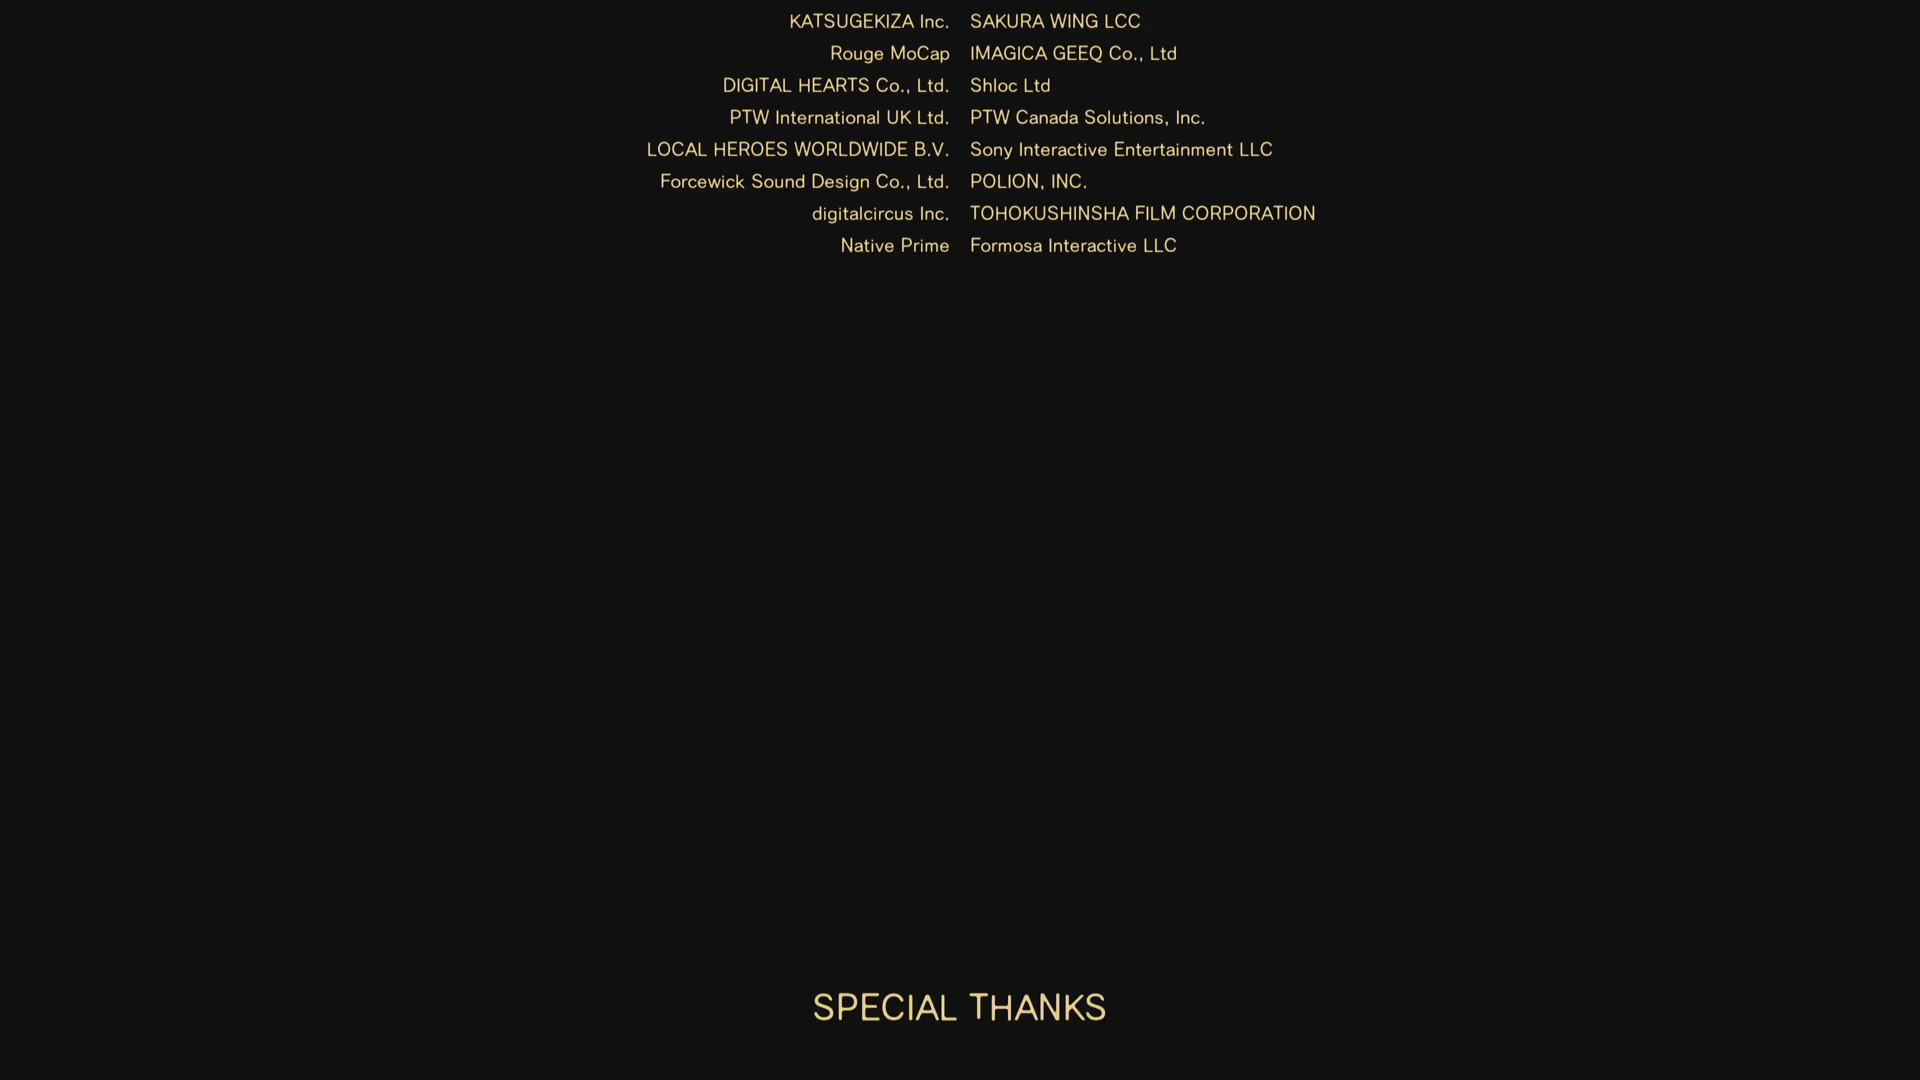 KATSUGEKIZA Inc. SAKURA WING LCC
Rouge MoCap IMAGICA GEEQ Co., Ltd
DIGITAL HEARTS Co., Ltd. Shloc Ltd
PTW International UK Ltd. PTW Canada Solutions, Inc.
LOCAL HEROES WORLDWIDE B.V. Sony Interactive Entertainment LLC
Forcewick Sound Design Co., Ltd. POLION, INC.
digitalcircus Inc. TOHOKUSHINSHA FILM CORPORATION
Native Prime Formosa Interactive LLC
SPECIAL THANKS